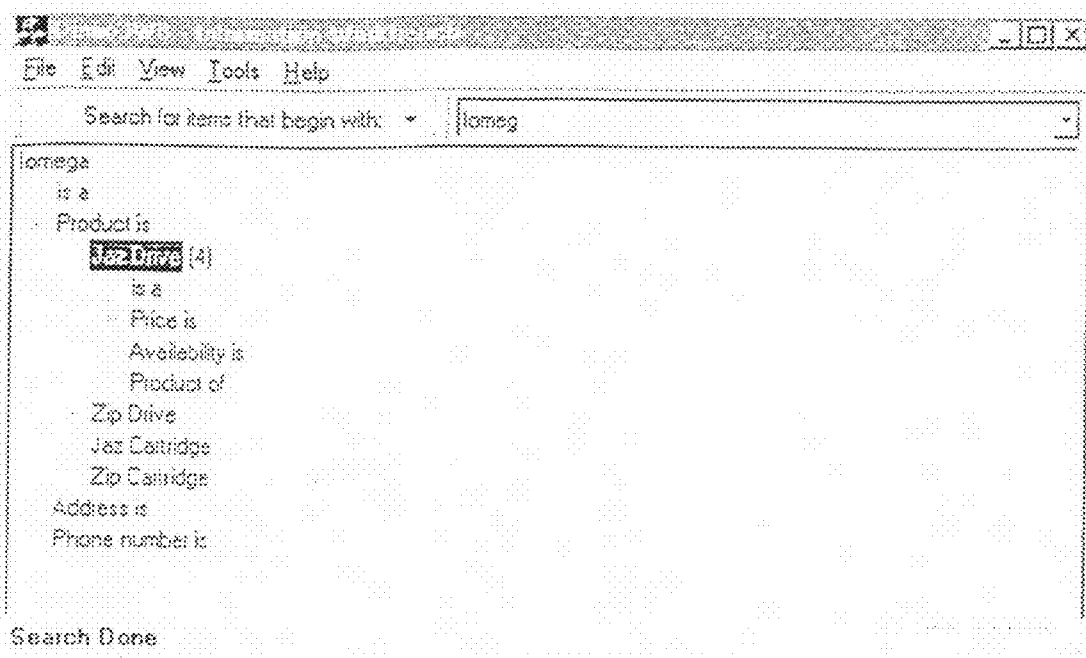 File Edit View Tools Help
Search for items that begin with: Iomeg
Iomega
is a
Product is
Jaz Drive (4)
is a
Price is
Availability is
Product of
Zip Drive
Jaz Cartridge
Zip Cartridge
Address is
Phone number is
Search Done